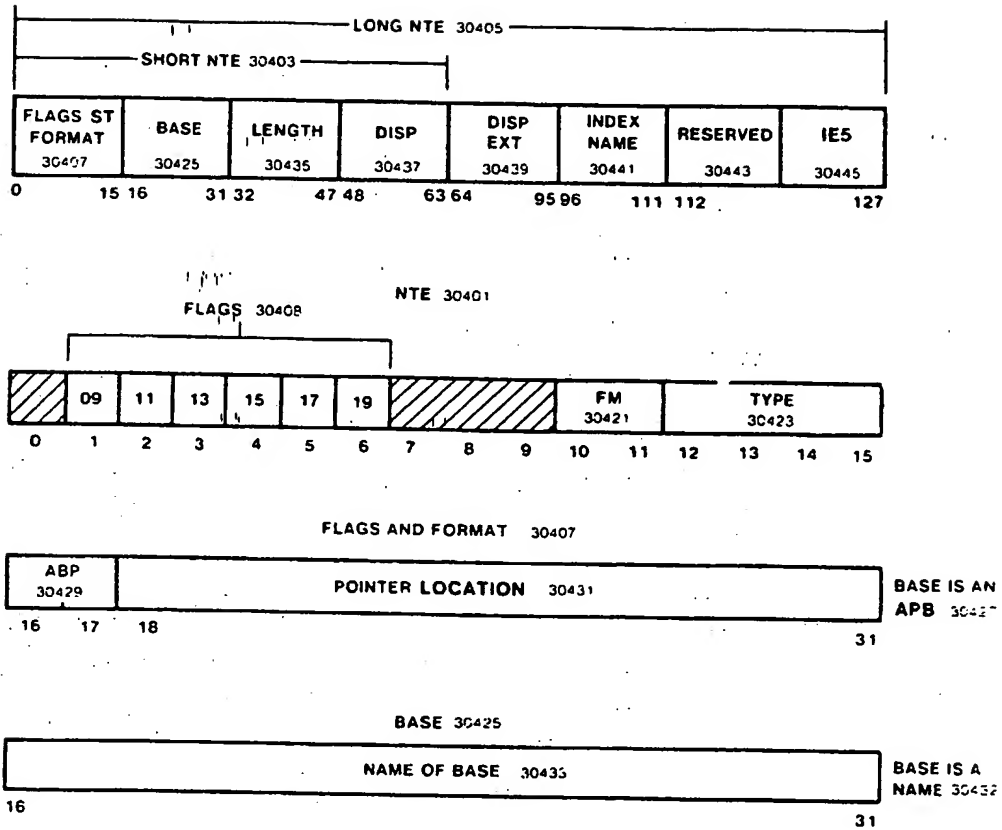 LONG NTE 30405
SHORT NTE 30403
FLAGS ST FORMAT 30407
BASE 30425
LENGTH 30435
DISP 30437
DISP EXT 30439
INDEX NAME 30441
RESERVED 30443
IES 30445
0 15 16 31 32 47 48 63 64 95 96 111 112 127
NTE 30401
FLAGS 30408
09 11 13 15 17 19
FM 30421
TYPE 30423
0 1 2 3 4 5 6 7 8 9 10 11 12 13 14 15
FLAGS AND FORMAT 30407
ABP 30429
POINTER LOCATION 30431
BASE IS AN
APB
16 17 18 31
BASE 30425
NAME OF BASE 30433
BASE IS A
NAME 30432
16 31